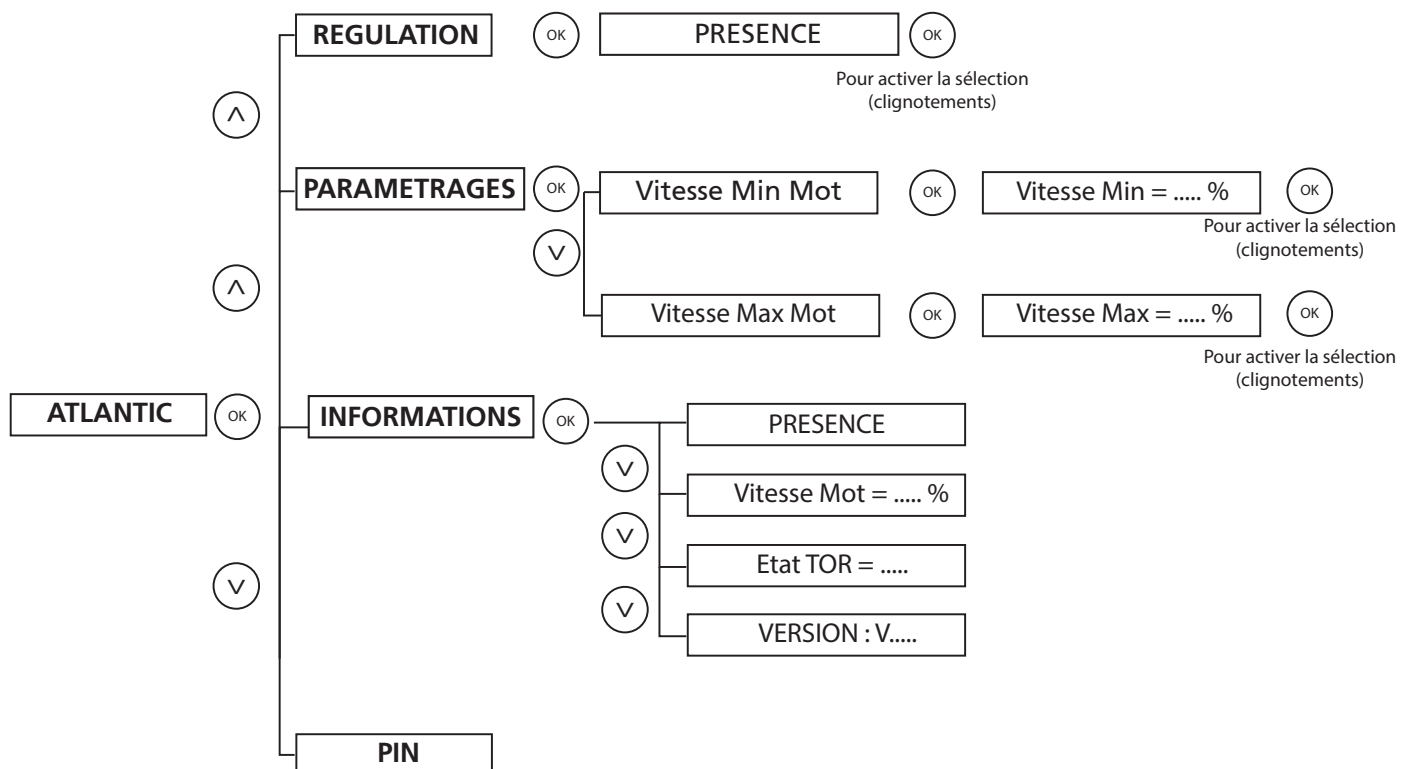 REGULATION OK PRESENCE OK
Pour activer la sélection
(clignotements)
PARAMETRAGES OK Vitesse Min Mot OK Vitesse Min = ..... % OK
Pour activer la sélection
(clignotements)
Vitesse Max Mot OK Vitesse Max = ..... % OK
Pour activer la sélection
(clignotements)
ATLANTIC OK INFORMATIONS OK PRESENCE
Vitesse Mot = ..... %
Etat TOR = .....
VERSION : V.....
PIN